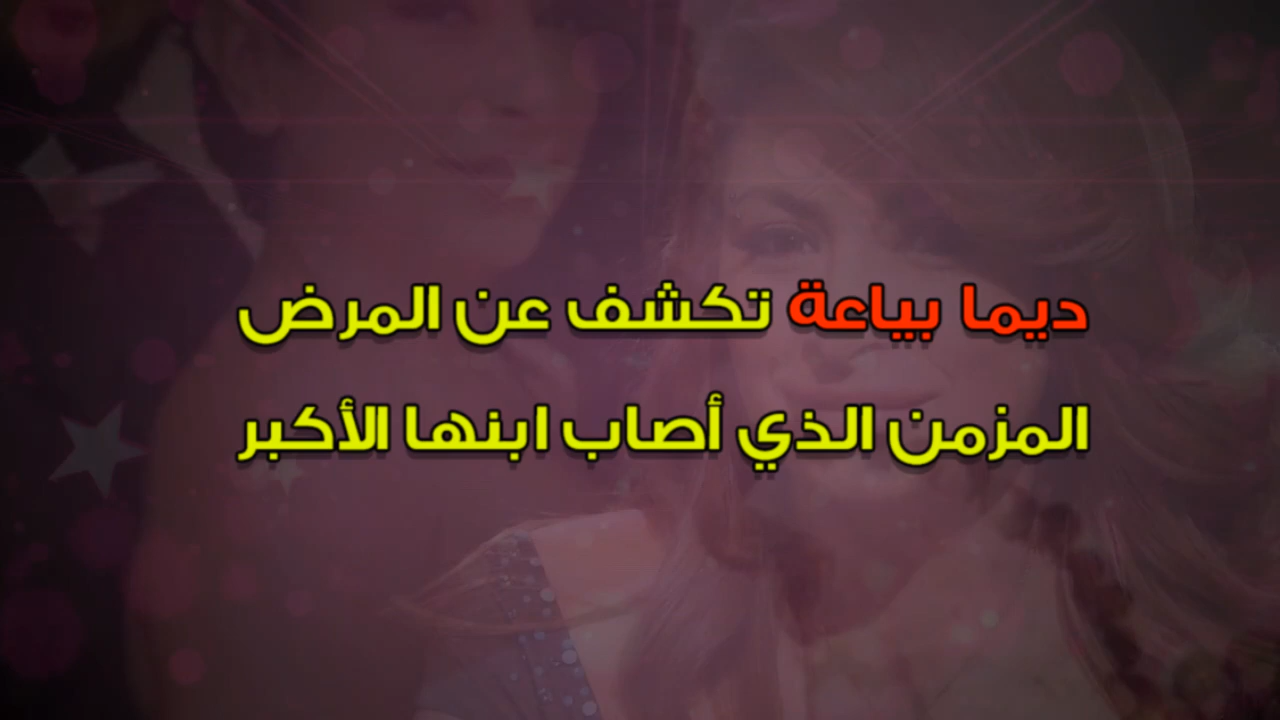 ديما بياعة تكشف عن المرض
المزمن الذي أصاب ابنها الأكبر